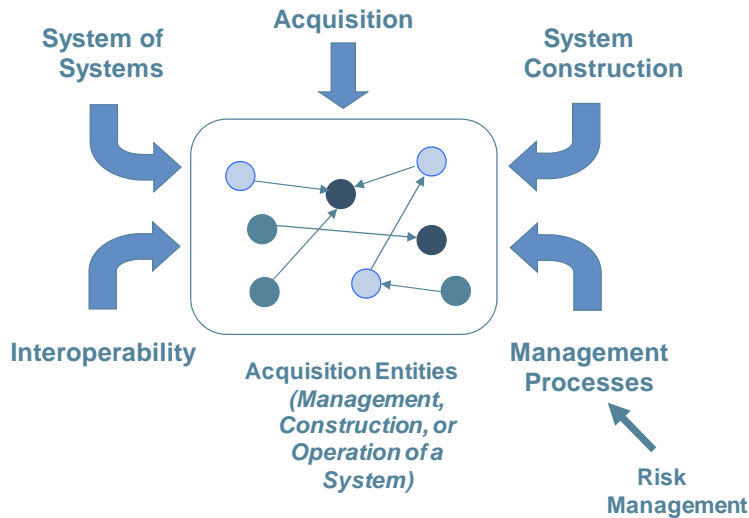 Acquisition
System of
Systems
System
Construction
Interoperability
Acquisition Entities
(Management,
Construction, or
Operation of a
System)
Management
Processes
Risk
Management